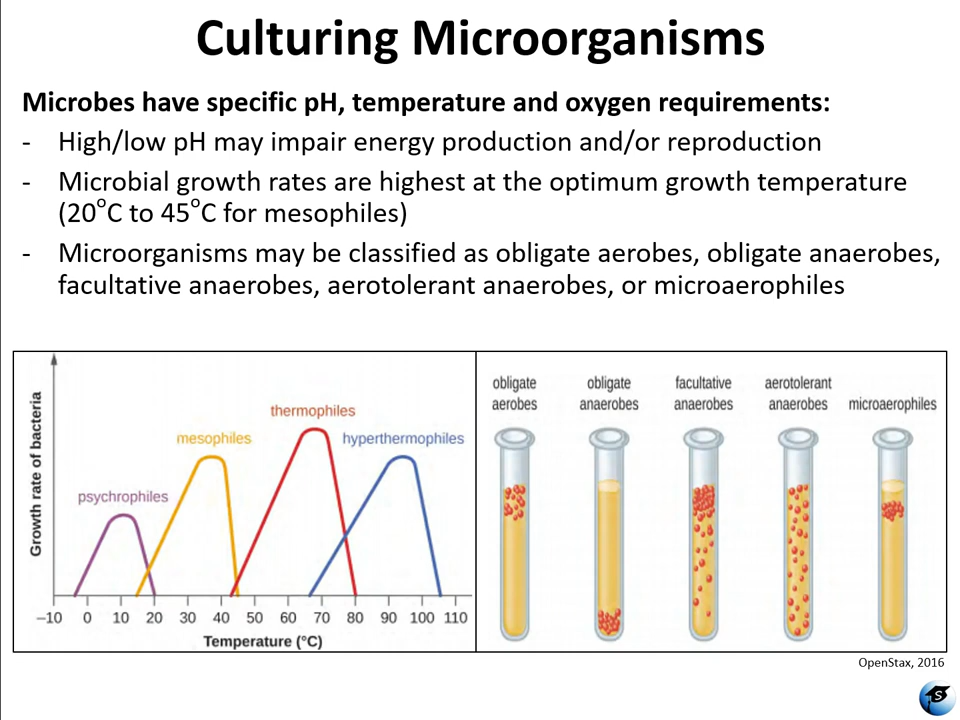 Culturing Microorganisms
Microbes have specific pH, temperature and oxygen requirements:
- High/low pH may impair energy production and/or reproduction
- Microbial growth rates are highest at the optimum growth temperature
(20°C to 45°C for mesophiles)
- Microorganisms may be classified as obligate aerobes, obligate anaerobes,
facultative anaerobes, aerotolerant anaerobes, or microaerophiles
Growth rate of bacteria
psychrophiles
mesophiles
thermophiles
hyperthermophiles
−10 0 10 20 30 40 50 60 70 80 90 100 110
Temperature (°C)
obligate
aerobes
obligate
anaerobes
facultative
anaerobes
aerotolerant
anaerobes
microaerophiles
OpenStax, 2016
S